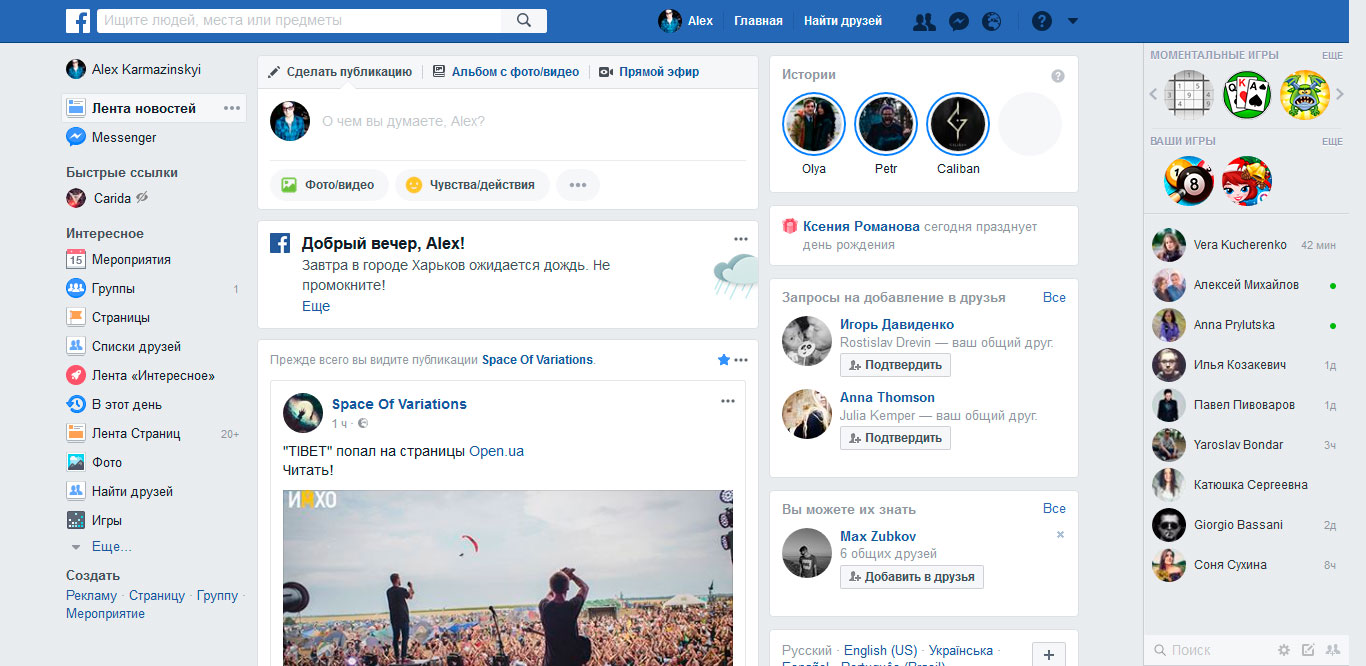 Ищите людей, места или предметы
Alex
Главная
Найти друзей
?
Alex Karmazinskyi
Лента новостей
Messenger
Быстрые ссылки
Carida
Интересное
15
Мероприятия
Группы
1
Страницы
Списки друзей
Лента «Интересное»
В этот день
Лента Страниц
20+
Фото
Найти друзей
Игры
Еще...
Создать
Рекламу · Страницу · Группу ·
Мероприятие
Сделать публикацию
Альбом с фото/видео
Прямой эфир
О чем вы думаете, Alex?
Фото/видео
Чувства/действия
Добрый вечер, Alex!
Завтра в городе Харьков ожидается дождь. Не
промокните!
Еще
Прежде всего вы видите публикации Space Of Variations.
Space Of Variations
1 ч ·
"TIBET" попал на страницы Open.ua
Читать!
Истории
?
CALIBAN
Olya
Petr
Caliban
Ксения Романова сегодня празднует
день рождения
Запросы на добавление в друзья
Все
Игорь Давиденко
Rostislav Drevin — ваш общий друг.
Подтвердить
Anna Thomson
Julia Kemper — ваш общий друг.
Подтвердить
Вы можете их знать
Все
Max Zubkov
6 общих друзей
Добавить в друзья
Русский · English (US) · Українська ·
Español · Português (Brasil)
МОМЕНТАЛЬНЫЕ ИГРЫ
ЕЩЕ
Q K A
ВАШИ ИГРЫ
ЕЩЕ
8
Vera Kucherenko
42 мин
Алексей Михайлов
Anna Prylutska
Илья Козакевич
1д
Павел Пивоваров
1д
Yaroslav Bondar
3ч
Катюшка Сергеевна
Giorgio Bassani
2д
Соня Сухина
8ч
Поиск